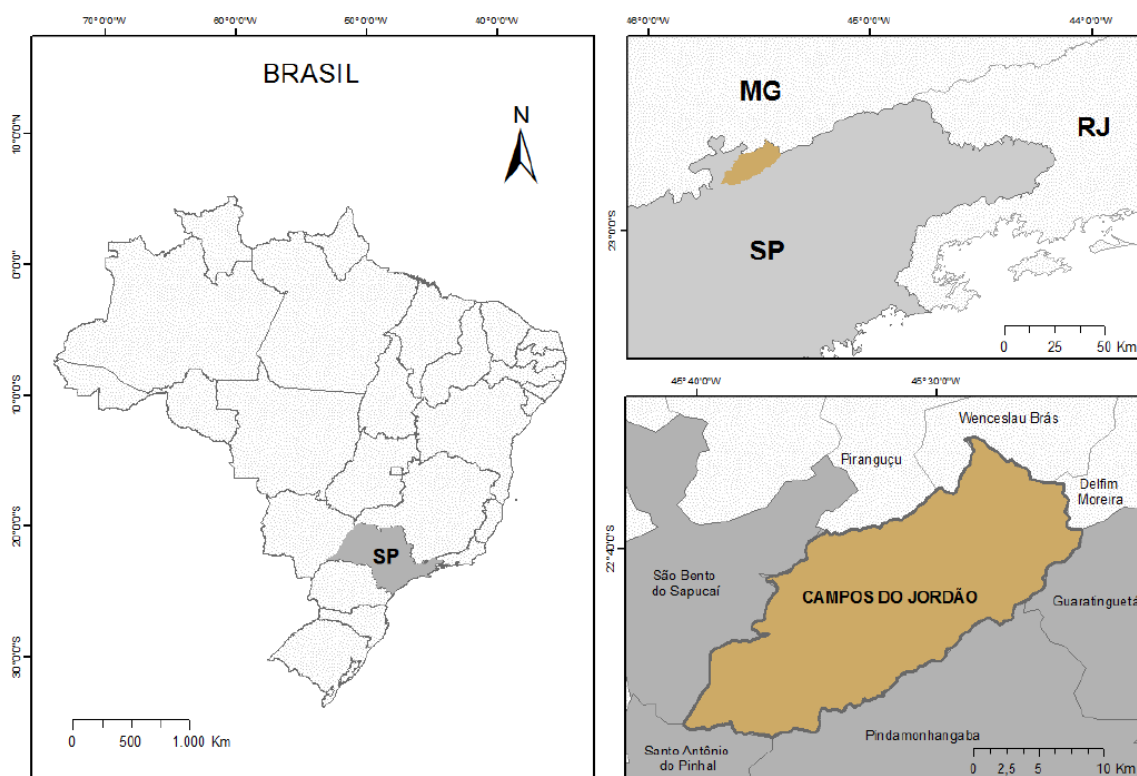 70°0'0"W 60°0'0"W 50°0'0"W 40°0'0"W
BRASIL
N
10°0'0"N
0°0'0"
10°0'0"S
20°0'0"S
30°0'0"S
SP
0 500 1.000 Km
46°0'0"W 45°0'0"W 44°0'0"W
MG
RJ
SP
23°0'0"S
0 25 50 Km
45°40'0"W 45°30'0"W
Wenceslau Brás
Piranguçu
Delfim
Moreira
22°40'0"S
São Bento
do Sapucaí
CAMPOS DO JORDÃO
Guaratinguetá
Pindamonhangaba
Santo Antônio
do Pinhal
0 2,5 5 10 Km